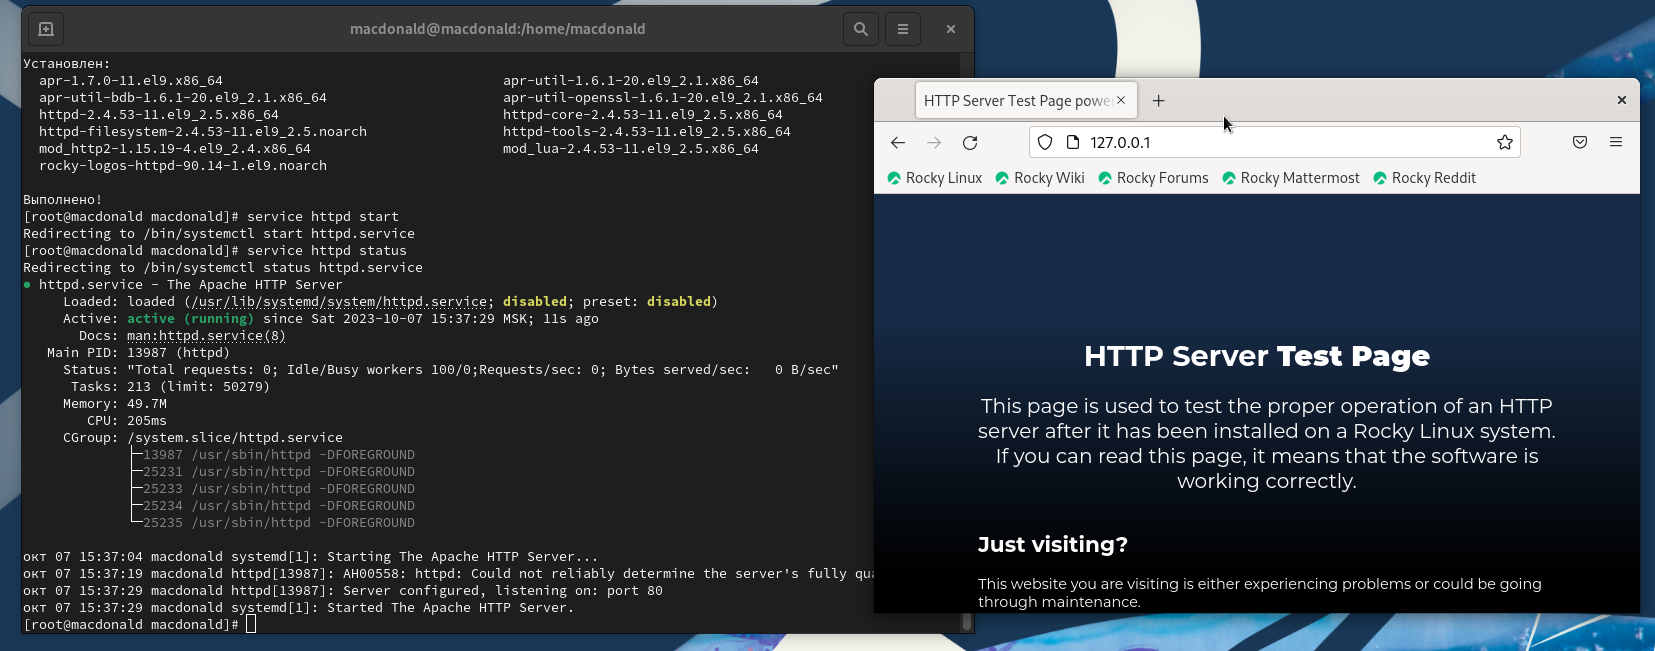 macdonald@macdonald:/home/macdonald
Установлен:
apr-1.7.0-11.el9.x86_64 apr-util-1.6.1-20.el9_2.1.x86_64
apr-util-bdb-1.6.1-20.el9_2.1.x86_64 apr-util-openssl-1.6.1-20.el9_2.1.x86_64
httpd-2.4.53-11.el9_2.5.x86_64 httpd-core-2.4.53-11.el9_2.5.x86_64
httpd-filesystem-2.4.53-11.el9_2.5.noarch httpd-tools-2.4.53-11.el9_2.5.x86_64
mod_http2-1.15.19-4.el9_2.4.x86_64 mod_lua-2.4.53-11.el9_2.5.x86_64
rocky-logos-httpd-90.14-1.el9.noarch
Выполнено!
[root@macdonald macdonald]# service httpd start
Redirecting to /bin/systemctl start httpd.service
[root@macdonald macdonald]# service httpd status
Redirecting to /bin/systemctl status httpd.service
● httpd.service - The Apache HTTP Server
Loaded: loaded (/usr/lib/systemd/system/httpd.service; disabled; preset: disabled)
Active: active (running) since Sat 2023-10-07 15:37:29 MSK; 11s ago
Docs: man:httpd.service(8)
Main PID: 13987 (httpd)
Status: "Total requests: 0; Idle/Busy workers 100/0;Requests/sec: 0; Bytes served/sec:   0 B/sec"
Tasks: 213 (limit: 50279)
Memory: 49.7M
CPU: 205ms
CGroup: /system.slice/httpd.service
├─13987 /usr/sbin/httpd -DFOREGROUND
├─25231 /usr/sbin/httpd -DFOREGROUND
├─25233 /usr/sbin/httpd -DFOREGROUND
├─25234 /usr/sbin/httpd -DFOREGROUND
└─25235 /usr/sbin/httpd -DFOREGROUND
окт 07 15:37:04 macdonald systemd[1]: Starting The Apache HTTP Server...
окт 07 15:37:19 macdonald httpd[13987]: AH00558: httpd: Could not reliably determine the server's fully qua
окт 07 15:37:29 macdonald httpd[13987]: Server configured, listening on: port 80
окт 07 15:37:29 macdonald systemd[1]: Started The Apache HTTP Server.
[root@macdonald macdonald]#
HTTP Server Test Page powe
127.0.0.1
Rocky Linux Rocky Wiki Rocky Forums Rocky Mattermost Rocky Reddit
HTTP Server Test Page
This page is used to test the proper operation of an HTTP
server after it has been installed on a Rocky Linux system.
If you can read this page, it means that the software is
working correctly.
Just visiting?
This website you are visiting is either experiencing problems or could be going
through maintenance.